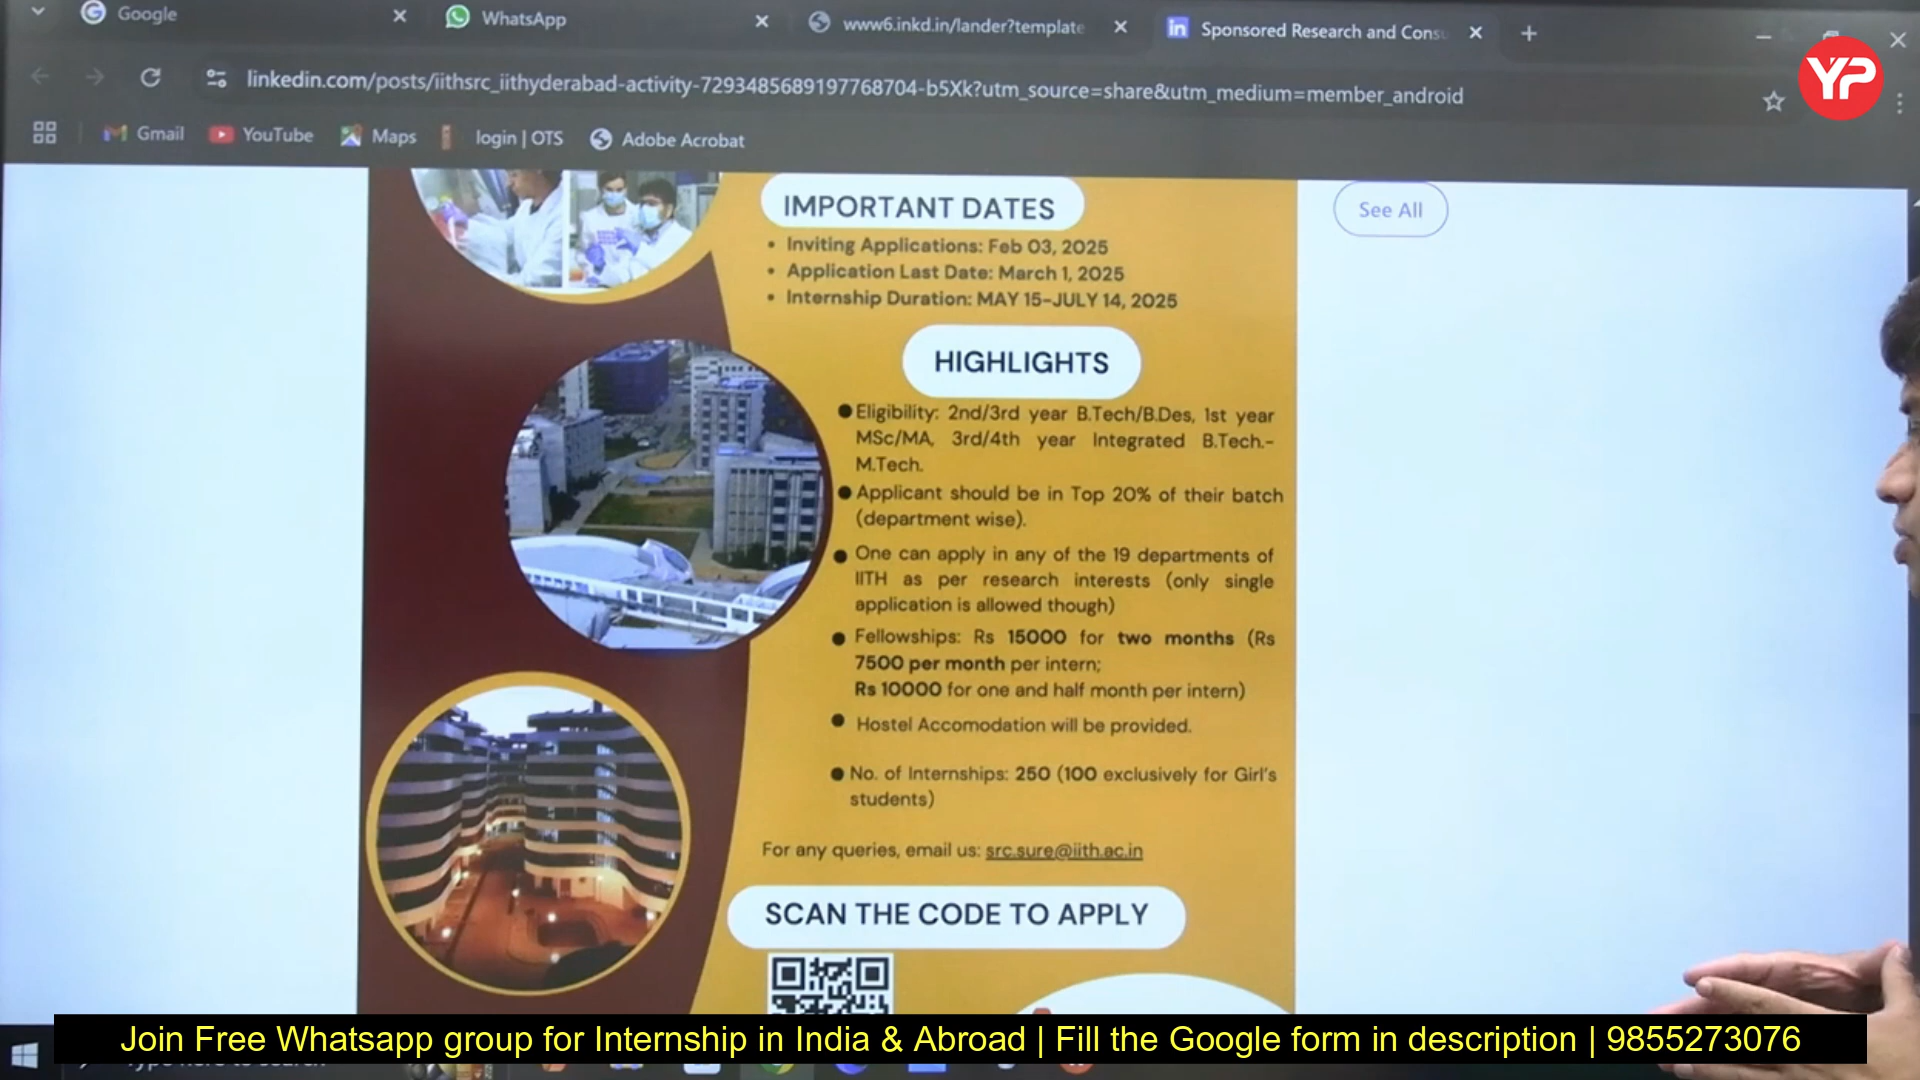 Google
WhatsApp
www6.inkd.in/lander?template
Sponsored Research and Consu
linkedin.com/posts/iithsrc_iithyderabad-activity-7293485689197768704-b5Xk?utm_source=share&utm_medium=member_android
YP
Gmail
YouTube
Maps
login | OTS
Adobe Acrobat
IMPORTANT DATES
See All
• Inviting Applications: Feb 03, 2025
• Application Last Date: March 1, 2025
• Internship Duration: MAY 15-JULY 14, 2025
HIGHLIGHTS
● Eligibility: 2nd/3rd year B.Tech/B.Des, 1st year
MSc/MA, 3rd/4th year Integrated B.Tech.-
M.Tech.
● Applicant should be in Top 20% of their batch
(department wise).
● One can apply in any of the 19 departments of
IITH as per research interests (only single
application is allowed though)
● Fellowships: Rs 15000 for two months (Rs
7500 per month per intern;
Rs 10000 for one and half month per intern)
● Hostel Accomodation will be provided.
● No. of Internships: 250 (100 exclusively for Girl's
students)
For any queries, email us: src.sure@iith.ac.in
SCAN THE CODE TO APPLY
Join Free Whatsapp group for Internship in India & Abroad | Fill the Google form in description | 9855273076